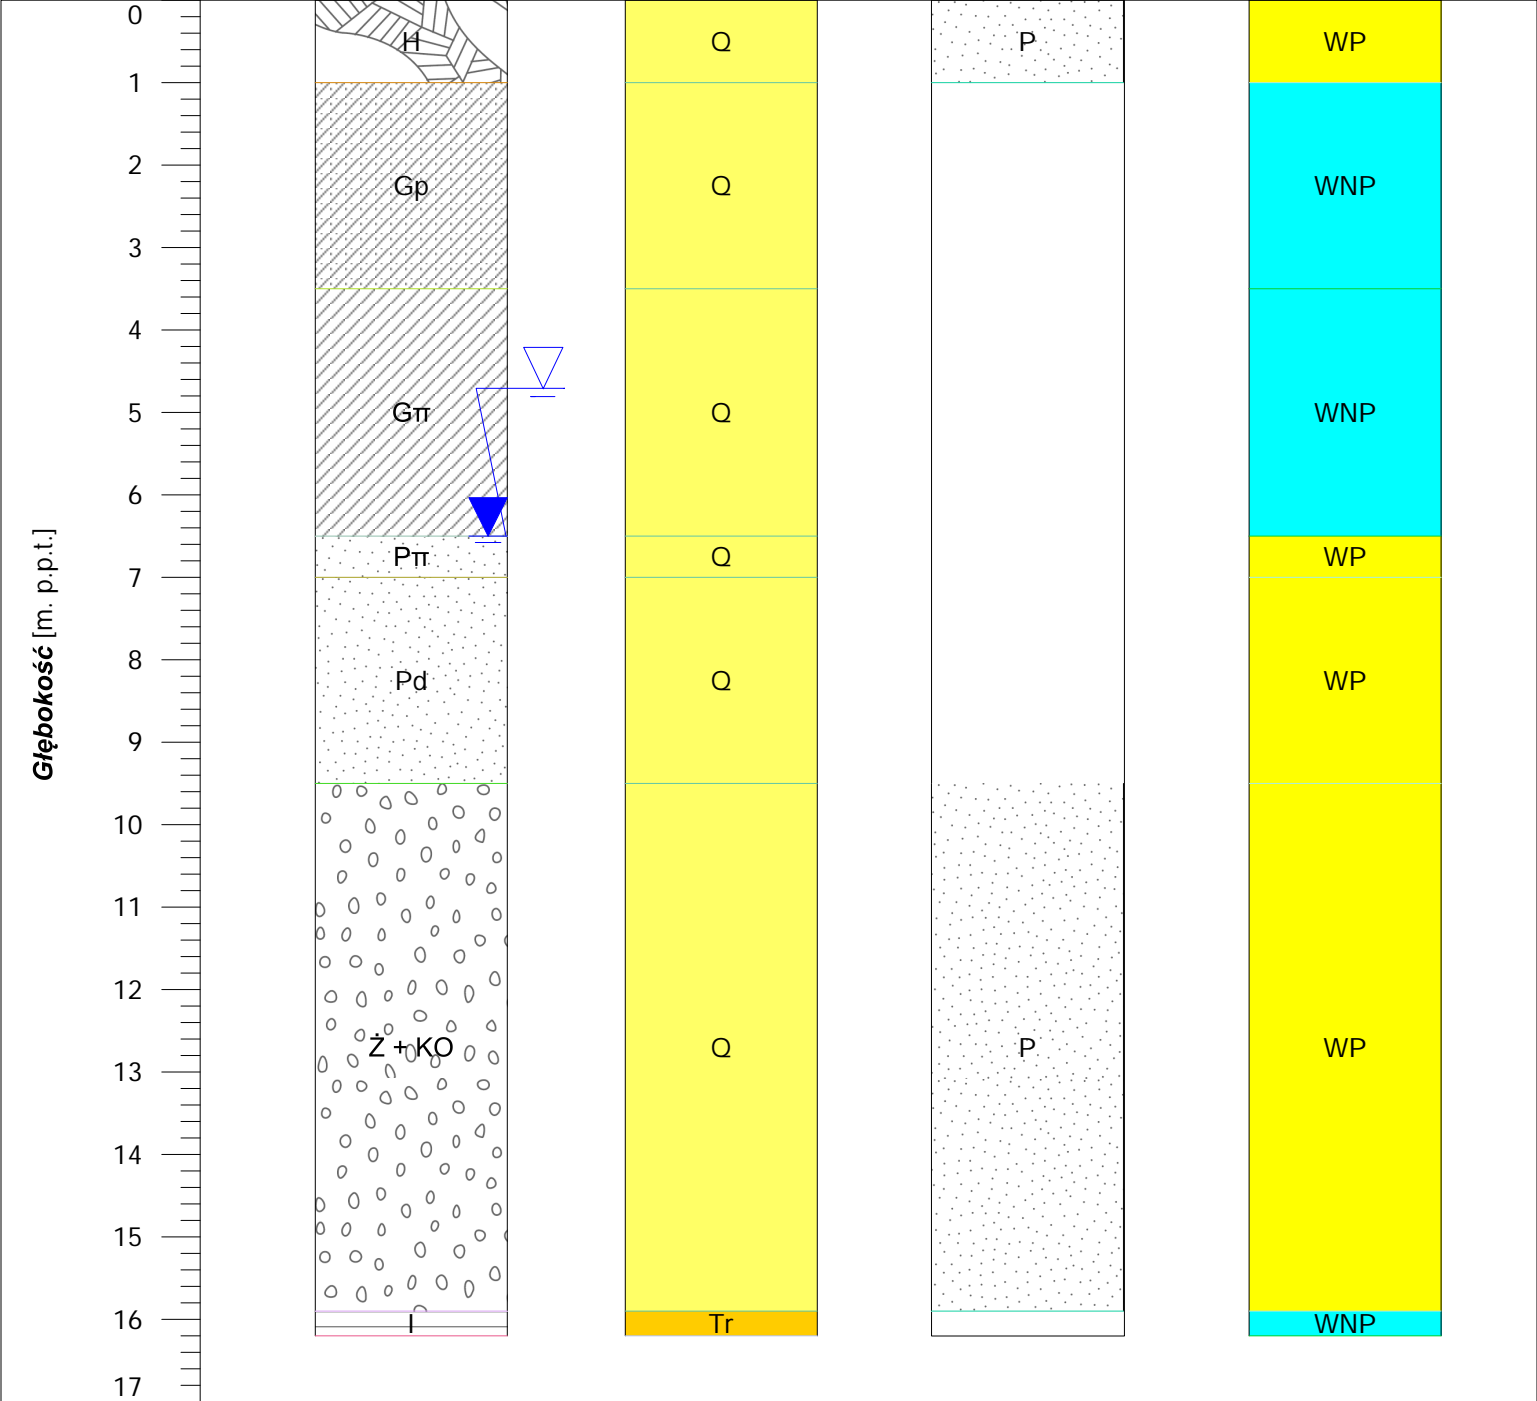 Głębokość [m. p.p.t.]
0
H Q P WP
1
2
Gp Q WNP
3
4
Gπ Q WNP
5
6
Pπ Q WP
7
8
Pd Q WP
9
10
11
12
Ż + KO Q P WP
13
14
15
16
I Tr WNP
17